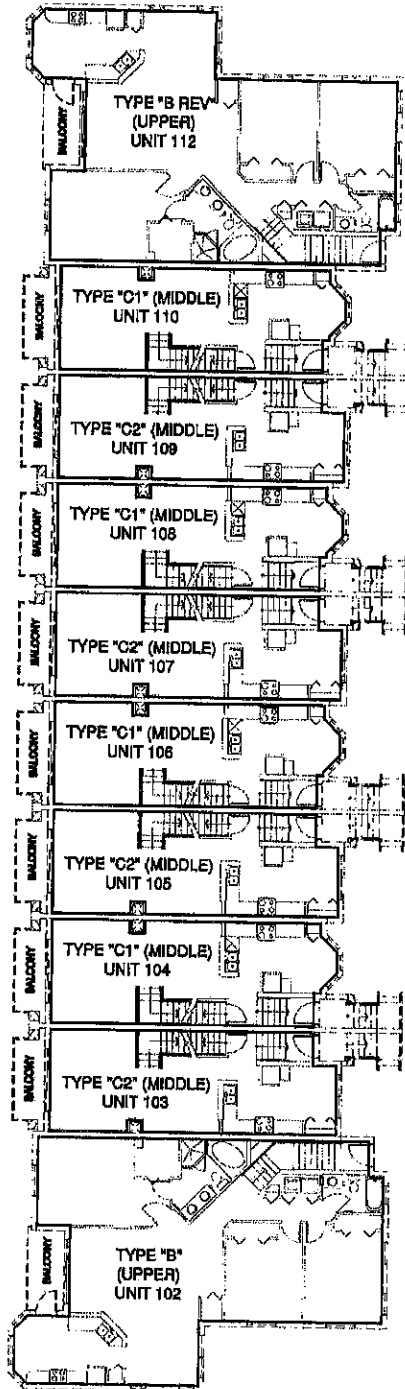 TYPE "B REV"
(UPPER)
UNIT 112
BALCONY
TYPE "C1" (MIDDLE)
UNIT 110
BALCONY
TYPE "C2" (MIDDLE)
UNIT 109
BALCONY
TYPE "C1" (MIDDLE)
UNIT 108
BALCONY
TYPE "C2" (MIDDLE)
UNIT 107
BALCONY
TYPE "C1" (MIDDLE)
UNIT 106
BALCONY
TYPE "C2" (MIDDLE)
UNIT 105
BALCONY
TYPE "C1" (MIDDLE)
UNIT 104
BALCONY
TYPE "C2" (MIDDLE)
UNIT 103
BALCONY
TYPE "B"
(UPPER)
UNIT 102
BALCONY